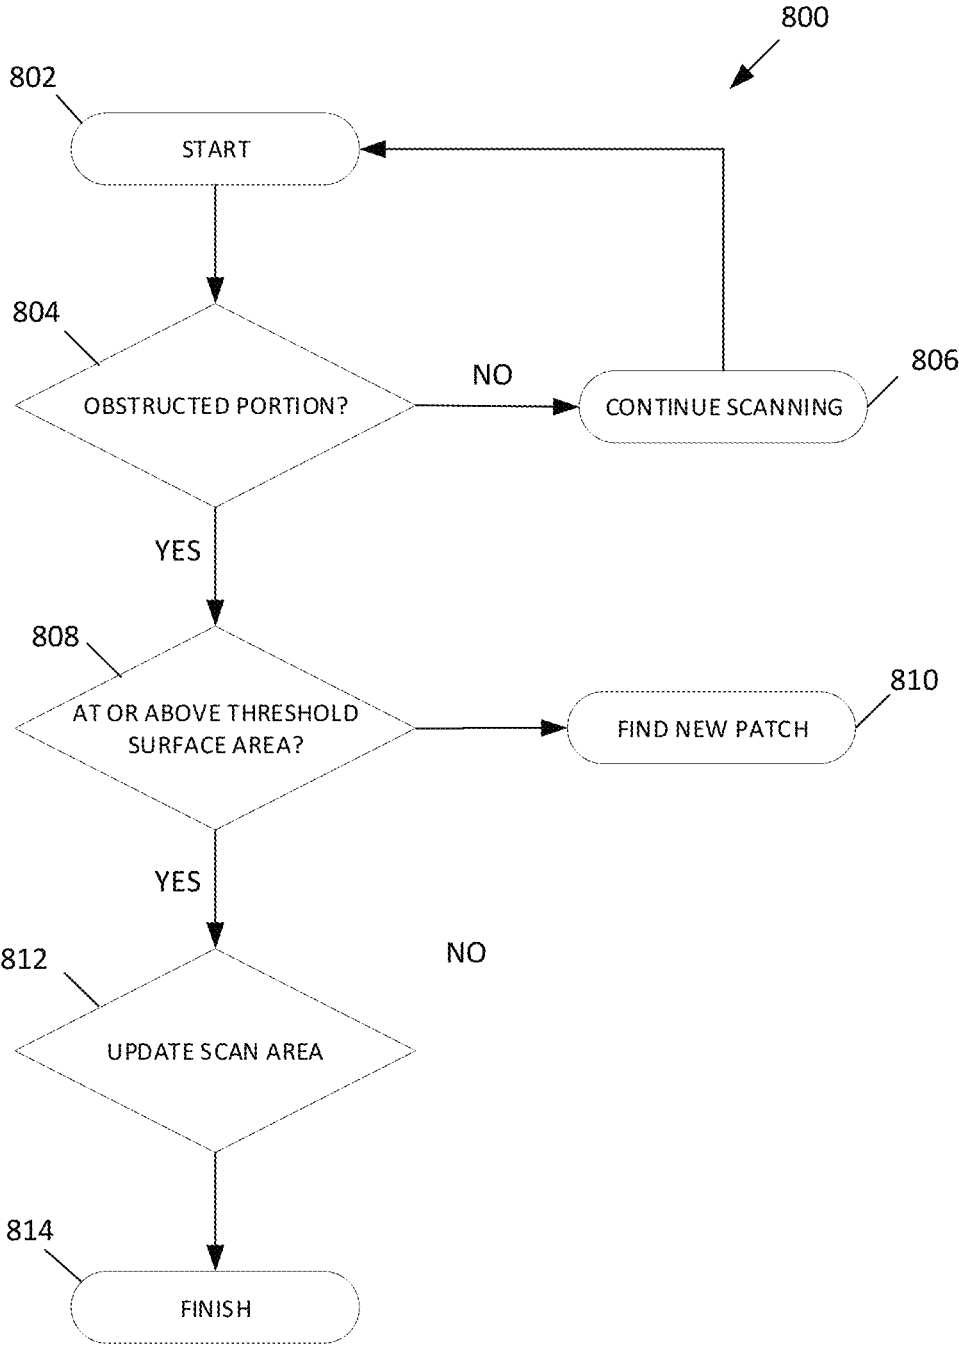 800
802
START
804
OBSTRUCTED PORTION?
NO
CONTINUE SCANNING
806
YES
808
AT OR ABOVE THRESHOLD
SURFACE AREA?
FIND NEW PATCH
810
YES
NO
812
UPDATE SCAN AREA
814
FINISH